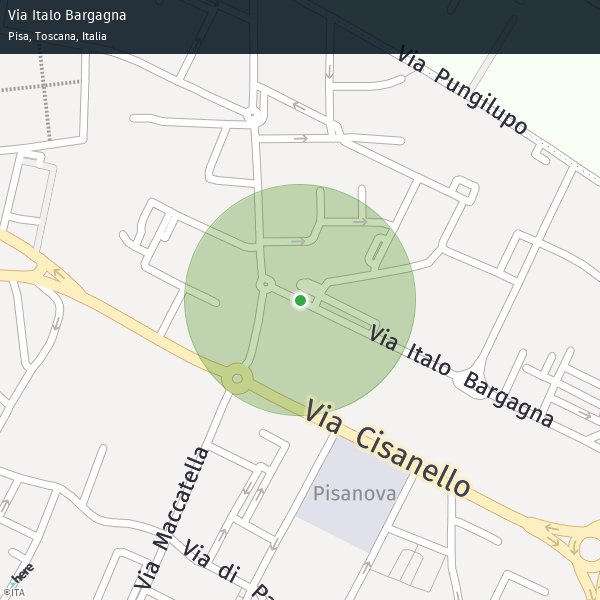 Via Italo Bargagna
Pisa, Toscana, Italia
Via Pungilupo
Via Italo Bargagna
Via Cisanello
Pisanova
Via Maccatella
Via di Pa
here
©ITA